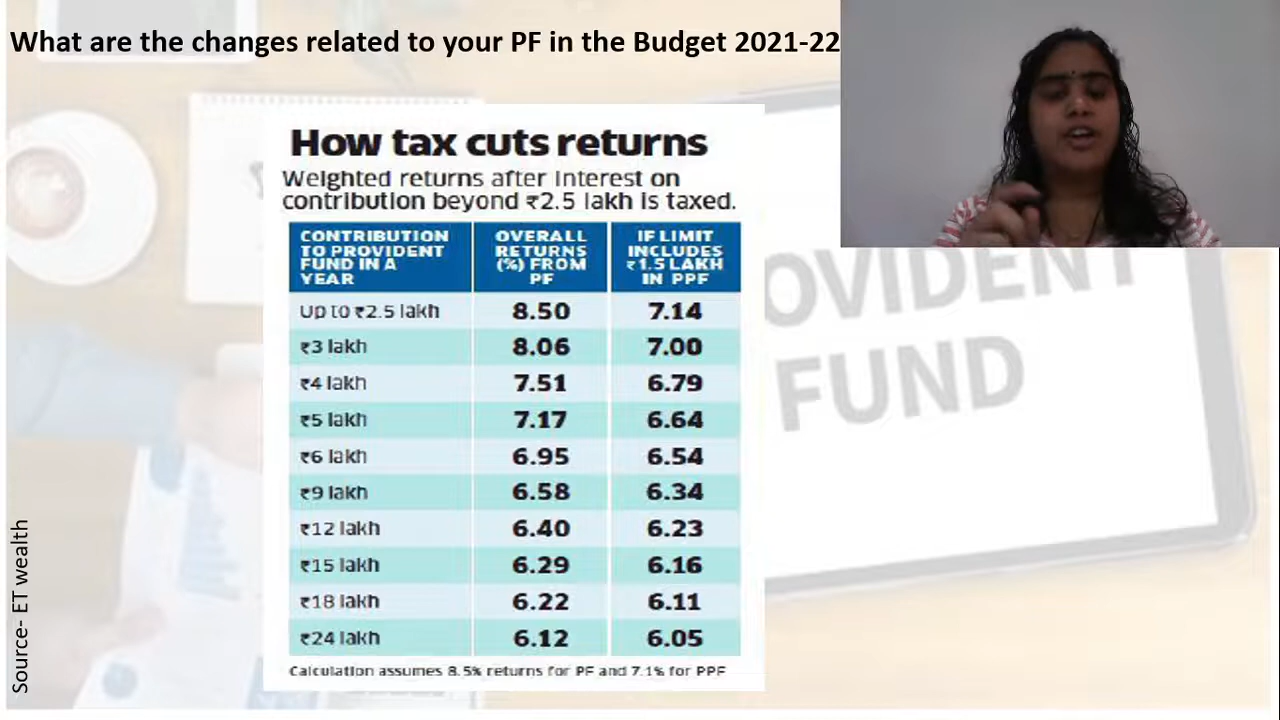 What are the changes related to your PF in the Budget 2021-22
How tax cuts returns
Weighted returns after interest on
contribution beyond ₹2.5 lakh is taxed.
CONTRIBUTION
TO PROVIDENT
FUND IN A
YEAR
OVERALL
RETURNS
(%) FROM
PF
IF LIMIT
INCLUDES
₹1.5 LAKH
IN PPF
Up to ₹2.5 lakh 8.50 7.14
₹3 lakh 8.06 7.00
₹4 lakh 7.51 6.79
₹5 lakh 7.17 6.64
₹6 lakh 6.95 6.54
₹9 lakh 6.58 6.34
₹12 lakh 6.40 6.23
₹15 lakh 6.29 6.16
₹18 lakh 6.22 6.11
₹24 lakh 6.12 6.05
Calculation assumes 8.5% returns for PF and 7.1% for PPF
OVIDENT
FUND
Source- ET wealth